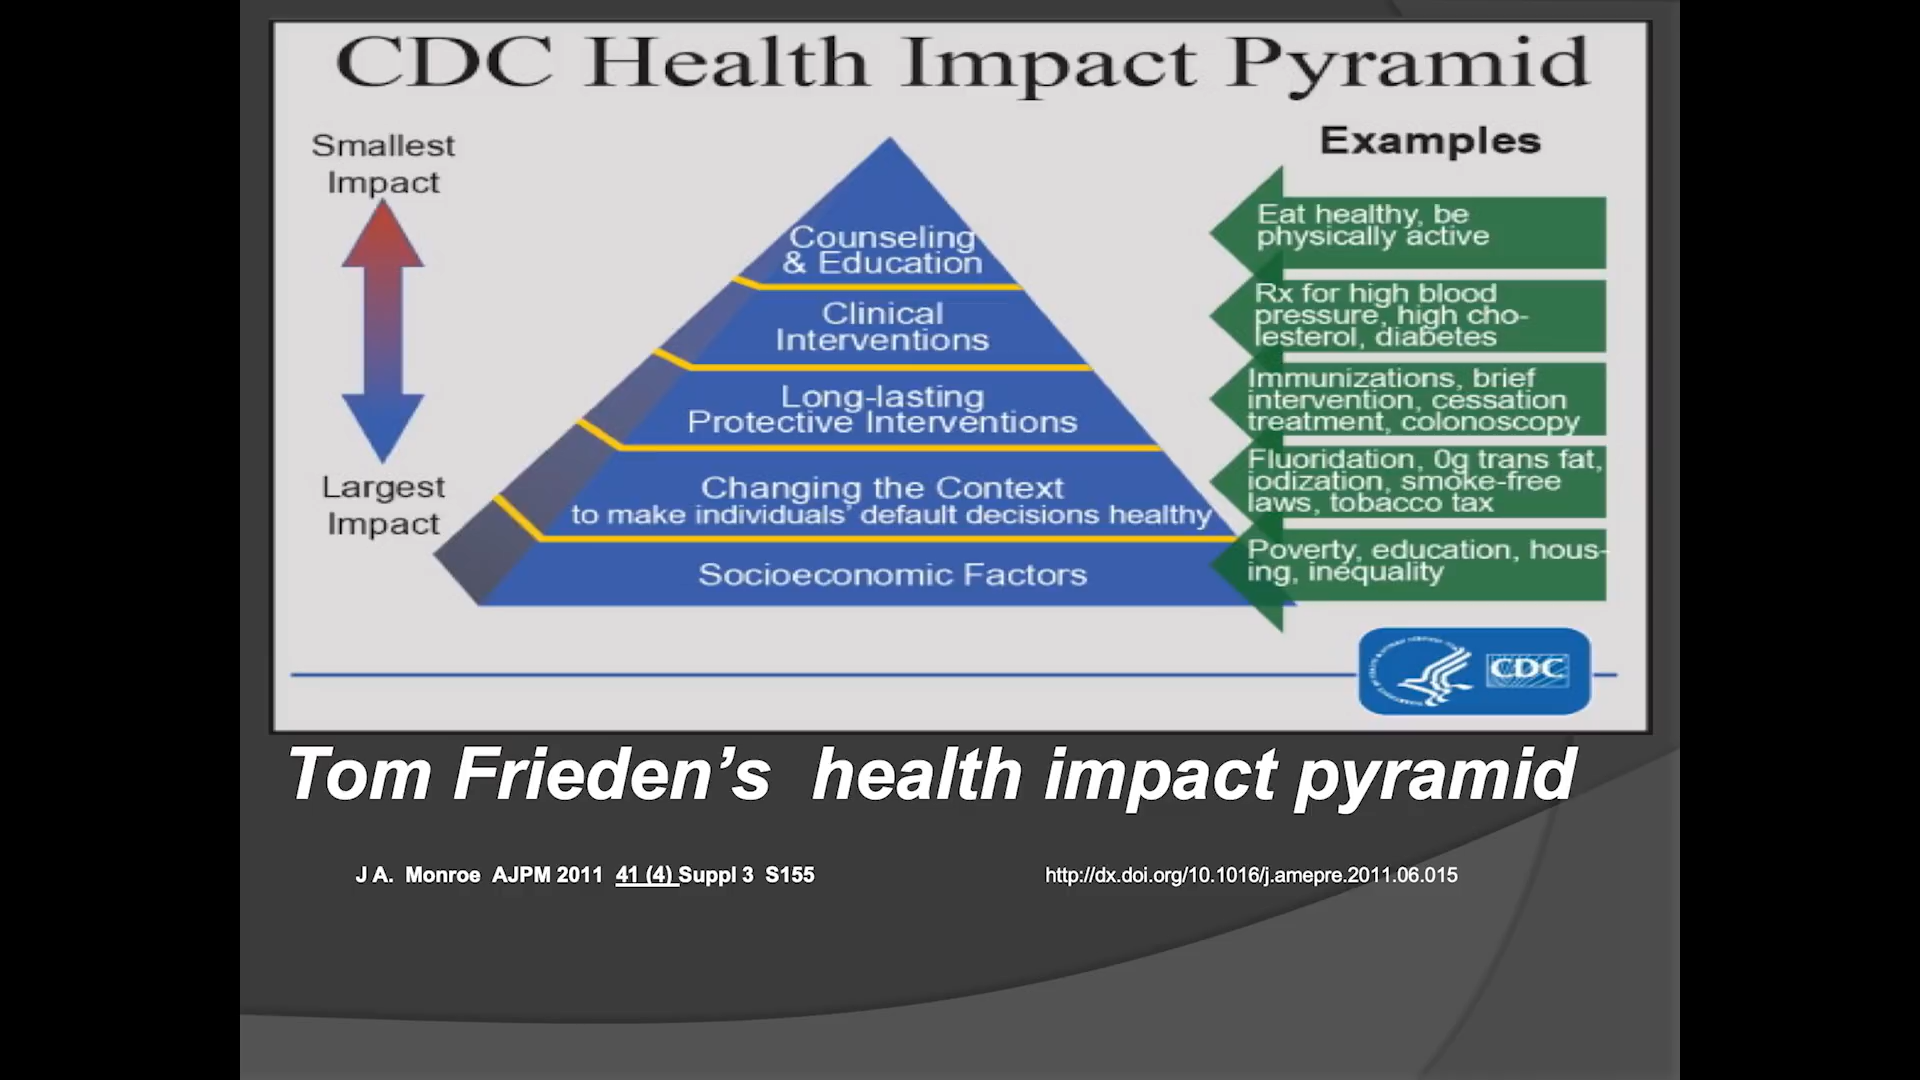 CDC Health Impact Pyramid
Smallest
Impact
Largest
Impact
Counseling
& Education
Clinical
Interventions
Long-lasting
Protective Interventions
Changing the Context
to make individuals' default decisions healthy
Socioeconomic Factors
Examples
Eat healthy, be
physically active
Rx for high blood
pressure, high cho-
lesterol, diabetes
Immunizations, brief
intervention, cessation
treatment, colonoscopy
Fluoridation, 0g trans fat,
iodization, smoke-free
laws, tobacco tax
Poverty, education, hous-
ing, inequality
CDC
Tom Frieden’s health impact pyramid
J A. Monroe AJPM 2011 41 (4) Suppl 3 S155
http://dx.doi.org/10.1016/j.amepre.2011.06.015